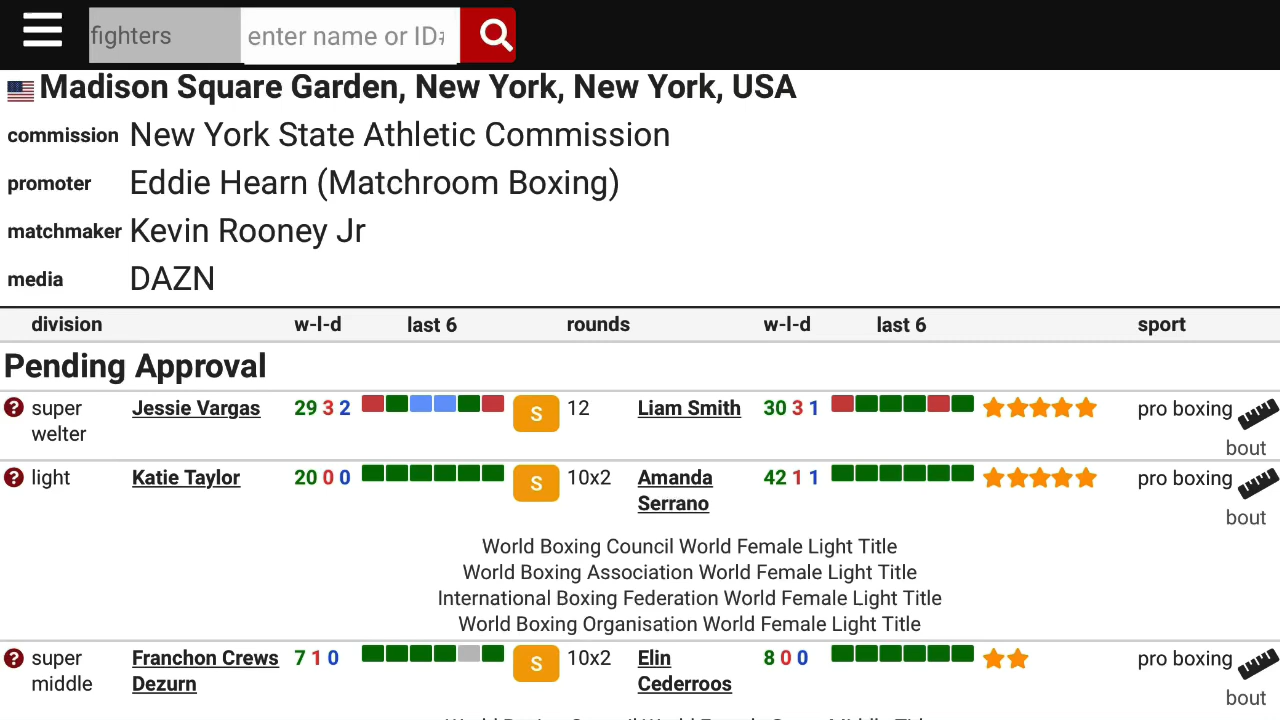 fighters enter name or ID#
Madison Square Garden, New York, New York, USA
commission New York State Athletic Commission
promoter Eddie Hearn (Matchroom Boxing)
matchmaker Kevin Rooney Jr
media DAZN
division w-l-d last 6 rounds w-l-d last 6 sport
Pending Approval
? super Jessie Vargas 29 3 2 S 12 Liam Smith 30 3 1 pro boxing
welter
bout
? light Katie Taylor 20 0 0 S 10x2 Amanda 42 1 1 pro boxing
Serrano
bout
World Boxing Council World Female Light Title
World Boxing Association World Female Light Title
International Boxing Federation World Female Light Title
World Boxing Organisation World Female Light Title
? super Franchon Crews 7 1 0 S 10x2 Elin 8 0 0 pro boxing
middle Dezurn Cederroos
bout